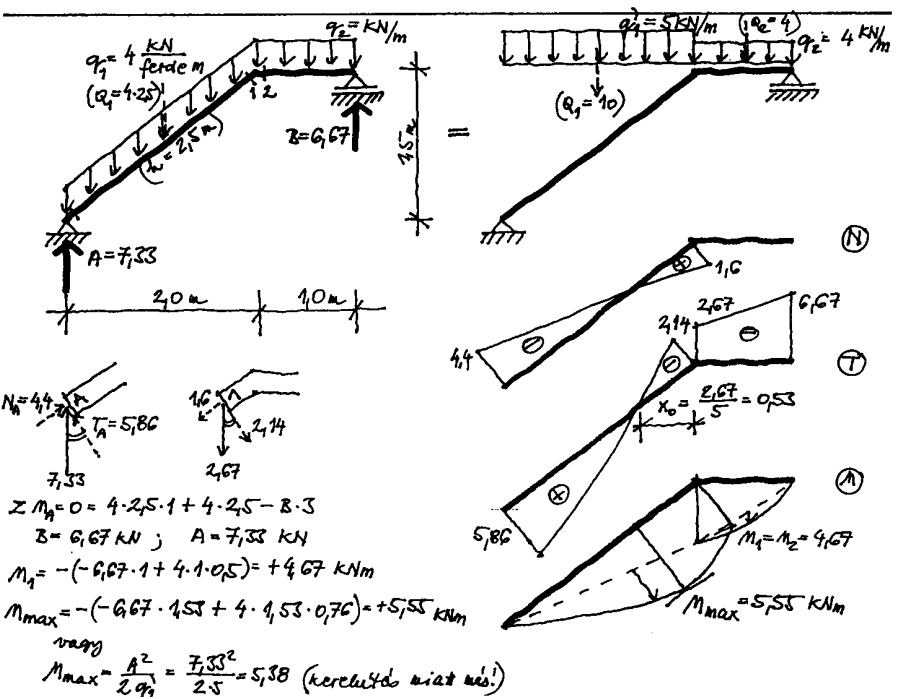 q₁ = 4 kN/ferde m
(Q₁=4·2,5)
q₂= KN/m
1
2
(h=2,5m)
B=6,67
1,5 m
A=7,33
2,0 m
1,0 m
=
q₁'=5 KN/m
(Q₂=4)
q₂= 4 KN/m
(Q₁=10)
N
1,6
4,4
2,67
6,67
2,14
T
x₀ = 2,67/5 = 0,53
5,86
M
M₁=M₂=4,67
Mmax=5,55 KNm
N_A=4,4
T_A=5,86
7,33
1,6
2,14
2,67
Σ M_A=0= 4·2,5·1+4·2,5-B·3
B=6,67 KN ; A=7,33 KN
M₁=-(-6,67·1+4·1·0,5)=+4,67 KNm
Mmax=-(-6,67·1,53+4·1,53·0,76)=+5,55 KNm
vagy
Mmax= A²/2q₁' = 7,33²/2·5 =5,38 (kerekítés miatt más!)